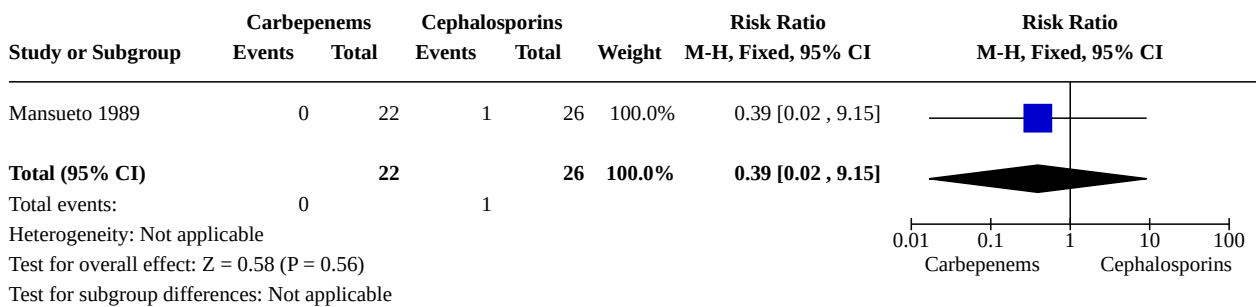 Carbepenems Cephalosporins Risk Ratio Risk Ratio
Study or Subgroup Events Total Events Total Weight M-H, Fixed, 95% CI M-H, Fixed, 95% CI
Mansueto 1989 0 22 1 26 100.0% 0.39 [0.02 , 9.15]
Total (95% CI) 22 26 100.0% 0.39 [0.02 , 9.15]
Total events: 0 1
Heterogeneity: Not applicable
Test for overall effect: Z = 0.58 (P = 0.56)
Test for subgroup differences: Not applicable
0.01 0.1 1 10 100
Carbepenems Cephalosporins